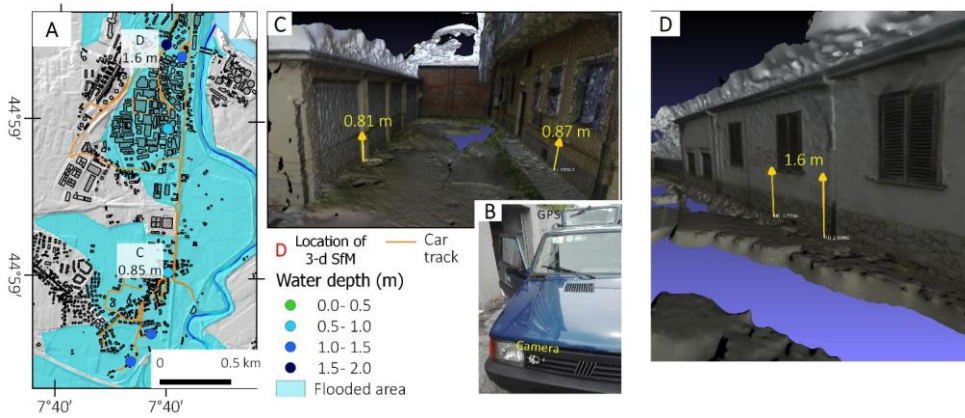 A
D
1.6 m
N
44°59'
44°59'
C
0.85 m
0
0.5 km
7°40'
7°40'
C
0.81 m
0.87 m
D Location of
3-d SfM
Car
track
Water depth (m)
0.0- 0.5
0.5- 1.0
1.0- 1.5
1.5- 2.0
Flooded area
B
GPS
Camera
D
1.6 m